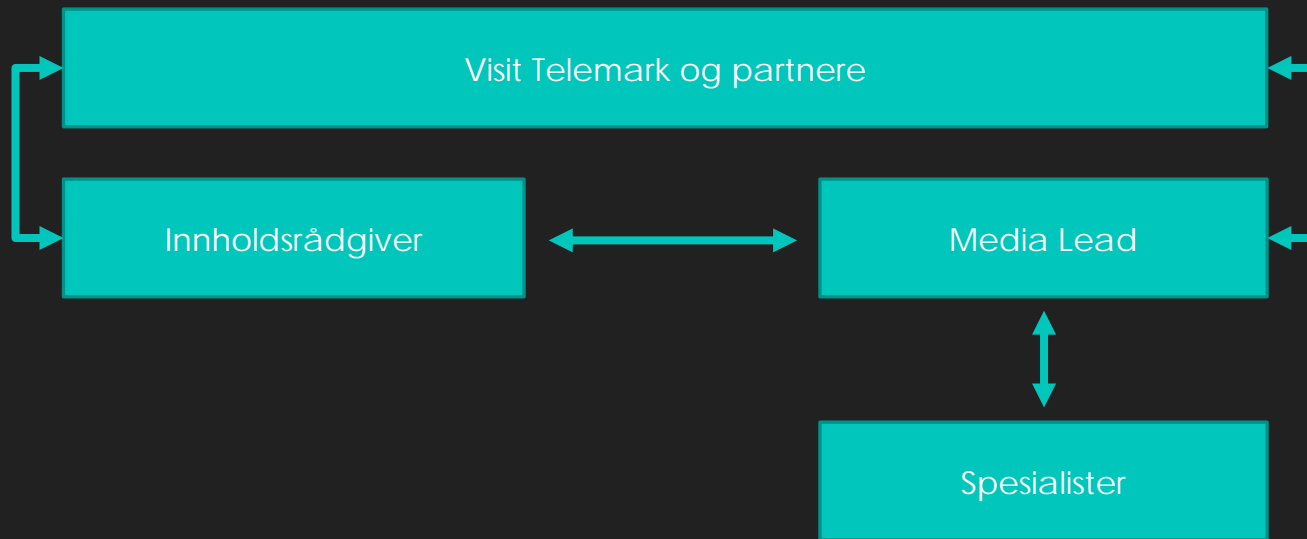 Visit Telemark og partnere
Innholdsrådgiver
Media Lead
Spesialister